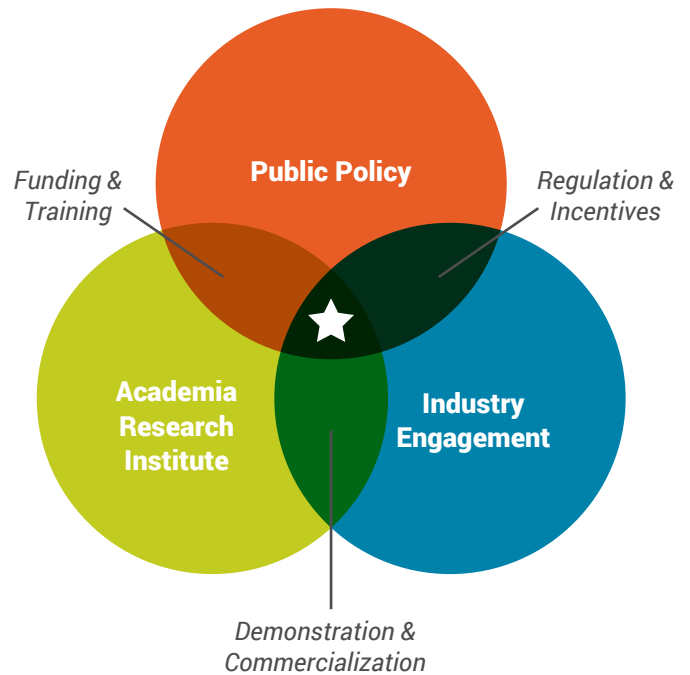 Public Policy
Funding &
Training
Regulation &
Incentives
Academia
Research
Institute
Industry
Engagement
Demonstration &
Commercialization